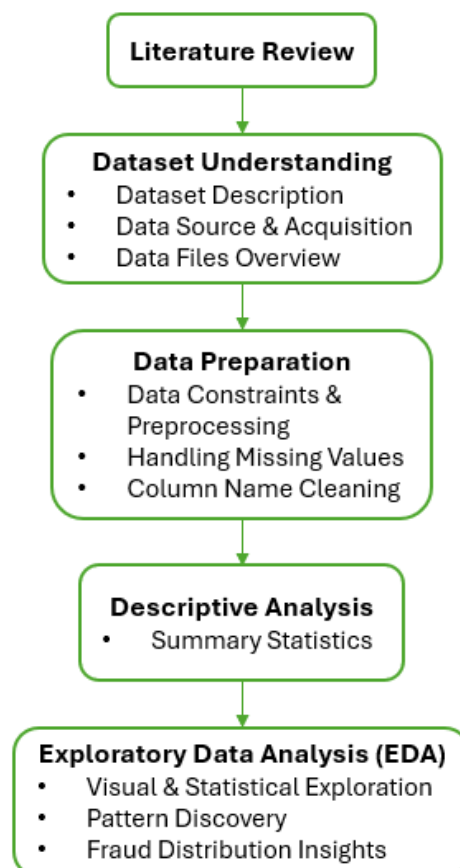 Literature Review
Dataset Understanding
• Dataset Description
• Data Source & Acquisition
• Data Files Overview
Data Preparation
• Data Constraints &
Preprocessing
• Handling Missing Values
• Column Name Cleaning
Descriptive Analysis
• Summary Statistics
Exploratory Data Analysis (EDA)
• Visual & Statistical Exploration
• Pattern Discovery
• Fraud Distribution Insights